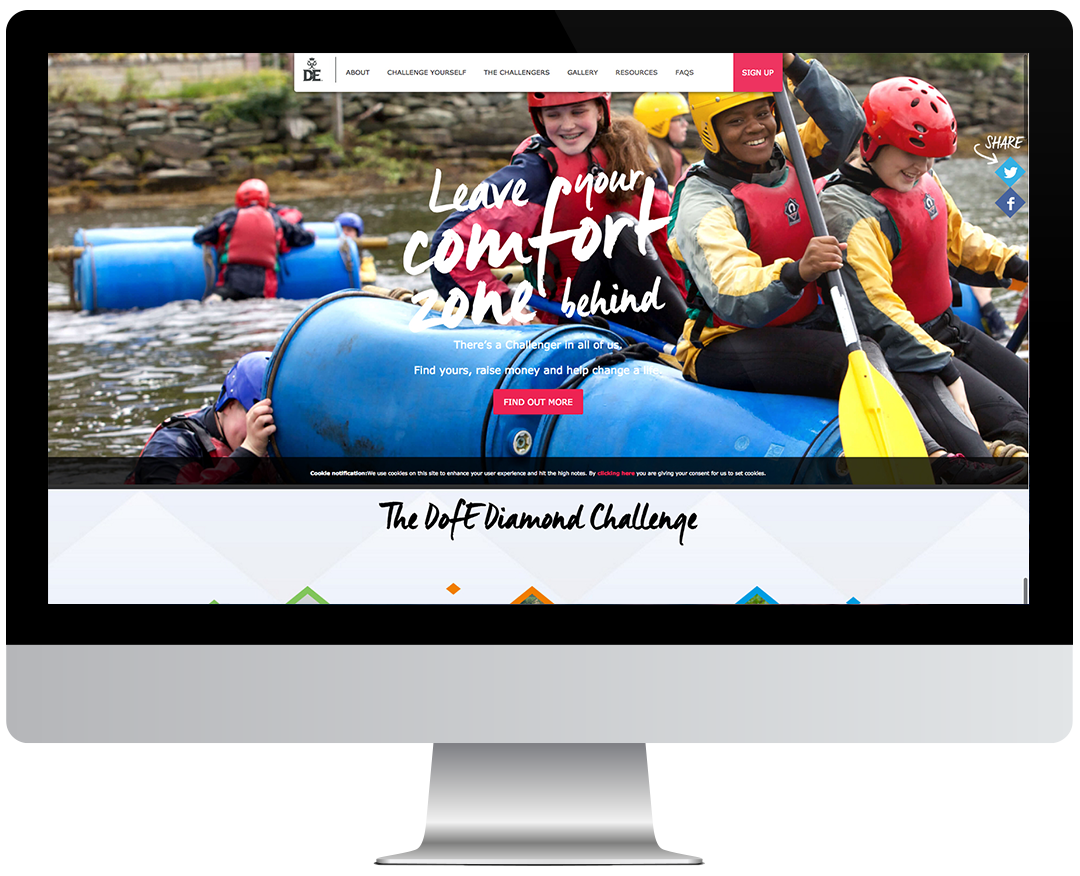 DE
ABOUT
CHALLENGE YOURSELF
THE CHALLENGERS
GALLERY
RESOURCES
FAQS
SIGN UP
SHARE
Leave your
comfort
zone behind
There's a Challenger in all of us.
Find yours, raise money and help change a life.
FIND OUT MORE
Cookie notification:We use cookies on this site to enhance your user experience and hit the high notes. By clicking here you are giving your consent for us to set cookies.
The DofE Diamond Challenge